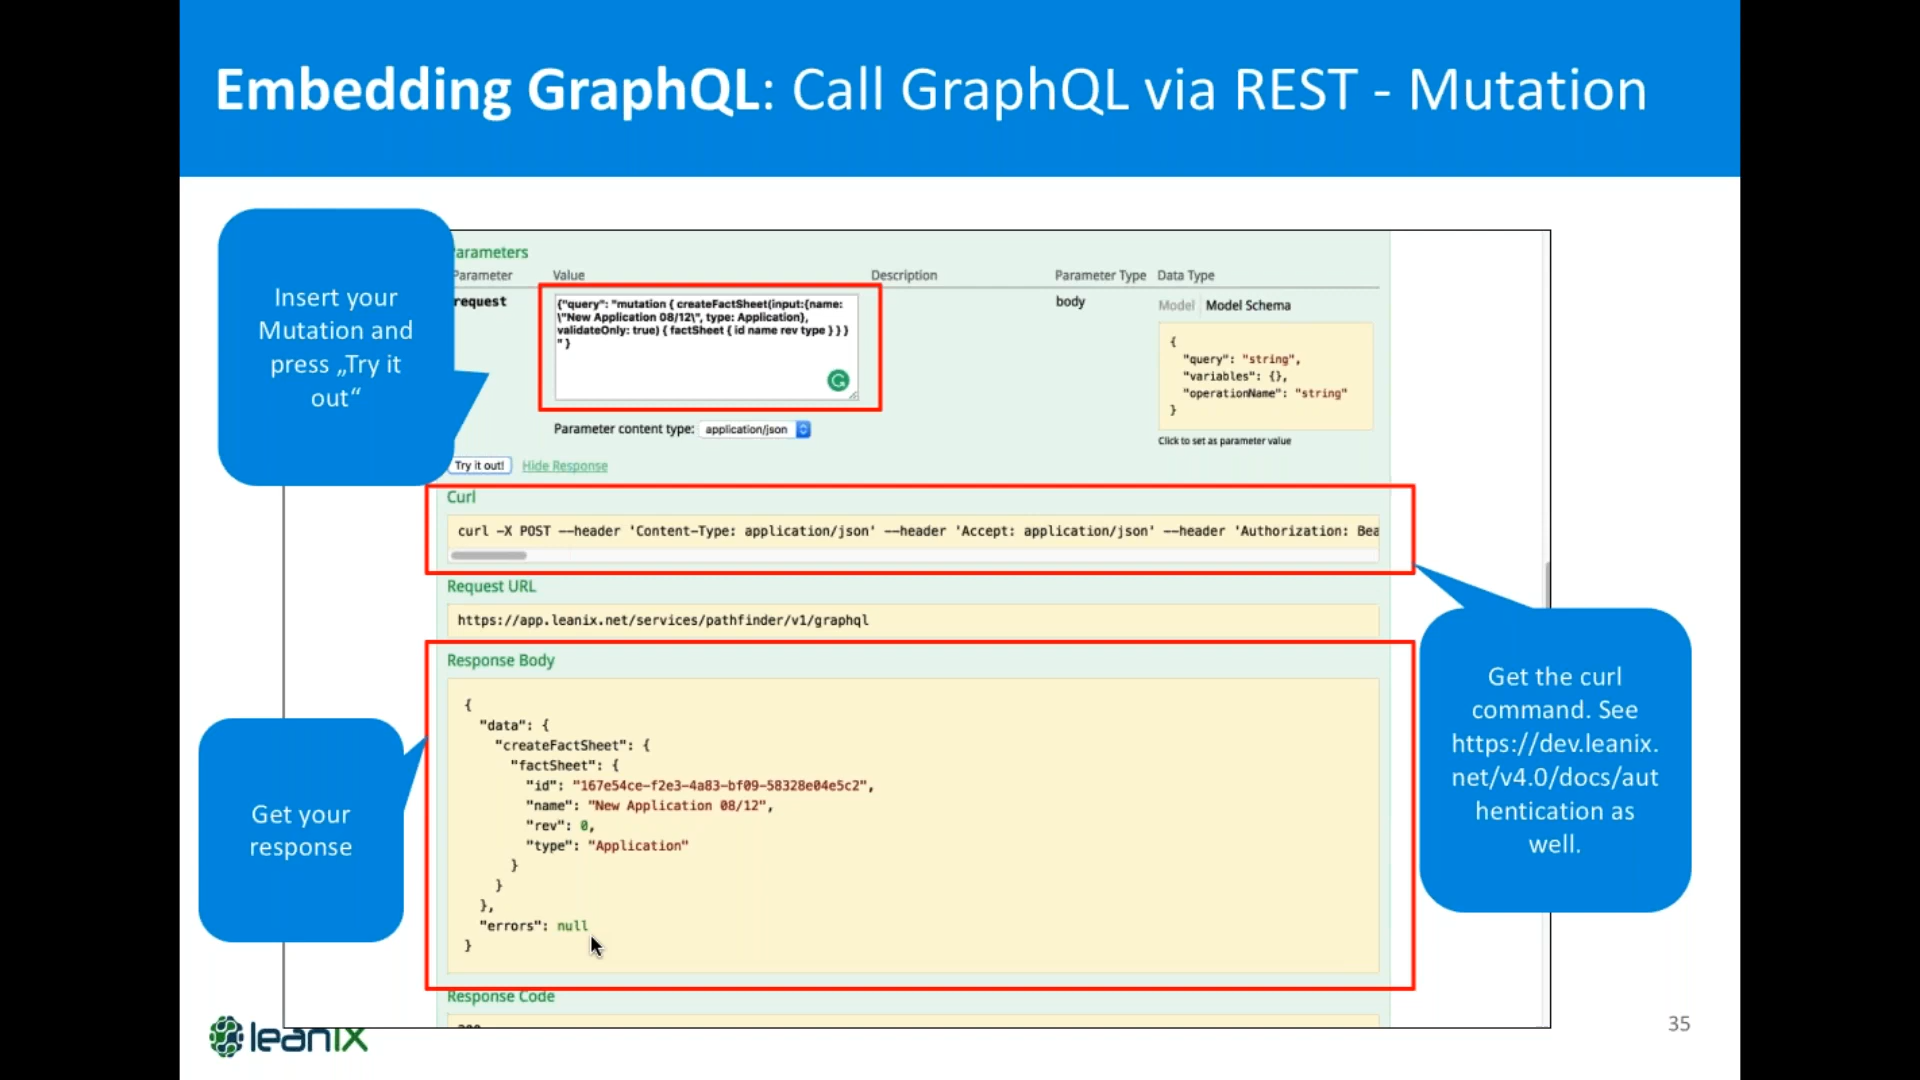 Embedding GraphQL: Call GraphQL via REST - Mutation
Insert your
Mutation and
press „Try it
out“
arameters
Parameter Value Description Parameter Type Data Type
request
{"query": "mutation { createFactSheet(input:{name:
\"New Application 08/12\", type: Application},
validateOnly: true) { factSheet { id name rev type } } }
" }
body
Model Model Schema
{
"query": "string",
"variables": {},
"operationName": "string"
}
Click to set as parameter value
Parameter content type: application/json
Try it out! Hide Response
Curl
curl -X POST --header 'Content-Type: application/json' --header 'Accept: application/json' --header 'Authorization: Bea
Request URL
https://app.leanix.net/services/pathfinder/v1/graphql
Response Body
{
"data": {
"createFactSheet": {
"factSheet": {
"id": "167e54ce-f2e3-4a83-bf09-58328e04e5c2",
"name": "New Application 08/12",
"rev": 0,
"type": "Application"
}
}
},
"errors": null
}
Response Code
Get your
response
Get the curl
command. See
https://dev.leanix.
net/v4.0/docs/aut
hentication as
well.
leanix
35